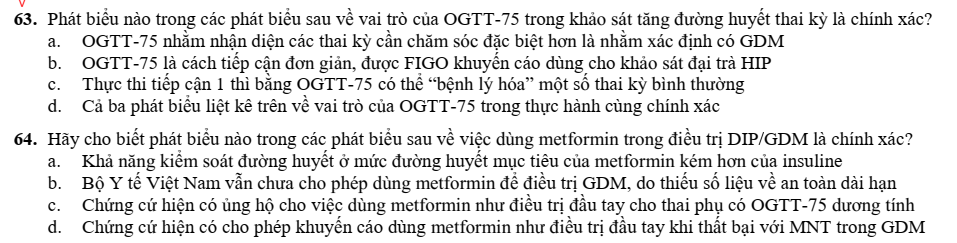 63. Phát biểu nào trong các phát biểu sau về vai trò của OGTT-75 trong khảo sát tăng đường huyết thai kỳ là chính xác?
a. OGTT-75 nhằm nhận diện các thai kỳ cần chăm sóc đặc biệt hơn là nhằm xác định có GDM
b. OGTT-75 là cách tiếp cận đơn giản, được FIGO khuyến cáo dùng cho khảo sát đại trà HIP
c. Thực thi tiếp cận 1 thì bằng OGTT-75 có thể “bệnh lý hóa” một số thai kỳ bình thường
d. Cả ba phát biểu liệt kê trên về vai trò của OGTT-75 trong thực hành cùng chính xác
64. Hãy cho biết phát biểu nào trong các phát biểu sau về việc dùng metformin trong điều trị DIP/GDM là chính xác?
a. Khả năng kiểm soát đường huyết ở mức đường huyết mục tiêu của metformin kém hơn của insuline
b. Bộ Y tế Việt Nam vẫn chưa cho phép dùng metformin để điều trị GDM, do thiếu số liệu về an toàn dài hạn
c. Chứng cứ hiện có ủng hộ cho việc dùng metformin như điều trị đầu tay cho thai phụ có OGTT-75 dương tính
d. Chứng cứ hiện có cho phép khuyến cáo dùng metformin như điều trị đầu tay khi thất bại với MNT trong GDM